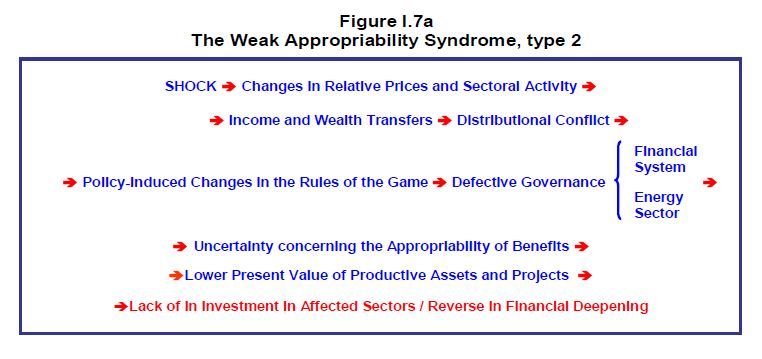 Figure I.7a
The Weak Appropriability Syndrome, type 2
SHOCK ➔ Changes in Relative Prices and Sectoral Activity ➔
➔ Income and Wealth Transfers ➔ Distributional Conflict ➔
Financial
System
➔ Policy-Induced Changes in the Rules of the Game ➔ Defective Governance ➔
Energy
Sector
➔ Uncertainty concerning the Appropriability of Benefits ➔
➔Lower Present Value of Productive Assets and Projects ➔
➔Lack of in Investment in Affected Sectors / Reverse in Financial Deepening